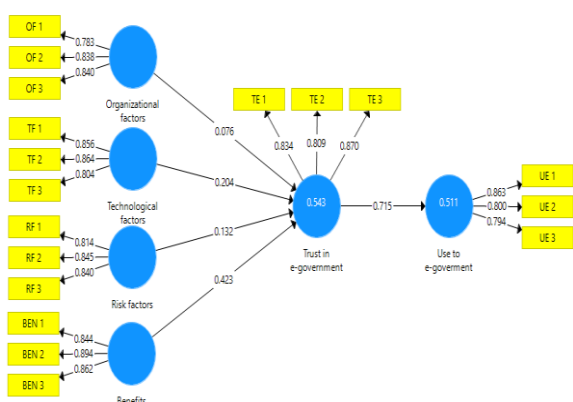 OF 1
0.783
OF 2
0.838
OF 3
0.840
Organizational
factors
TF 1
0.856
TF 2
0.864
TF 3
0.804
Technological
factors
RF 1
0.814
RF 2
0.845
RF 3
0.840
Risk factors
BEN 1
0.844
BEN 2
0.894
BEN 3
0.862
Benefits
0.076
0.204
0.132
0.423
TE 1
TE 2
TE 3
0.834
0.809
0.870
0.543
Trust in
e-government
0.715
0.511
Use to
e-goverment
0.863
0.800
0.794
UE 1
UE 2
UE 3